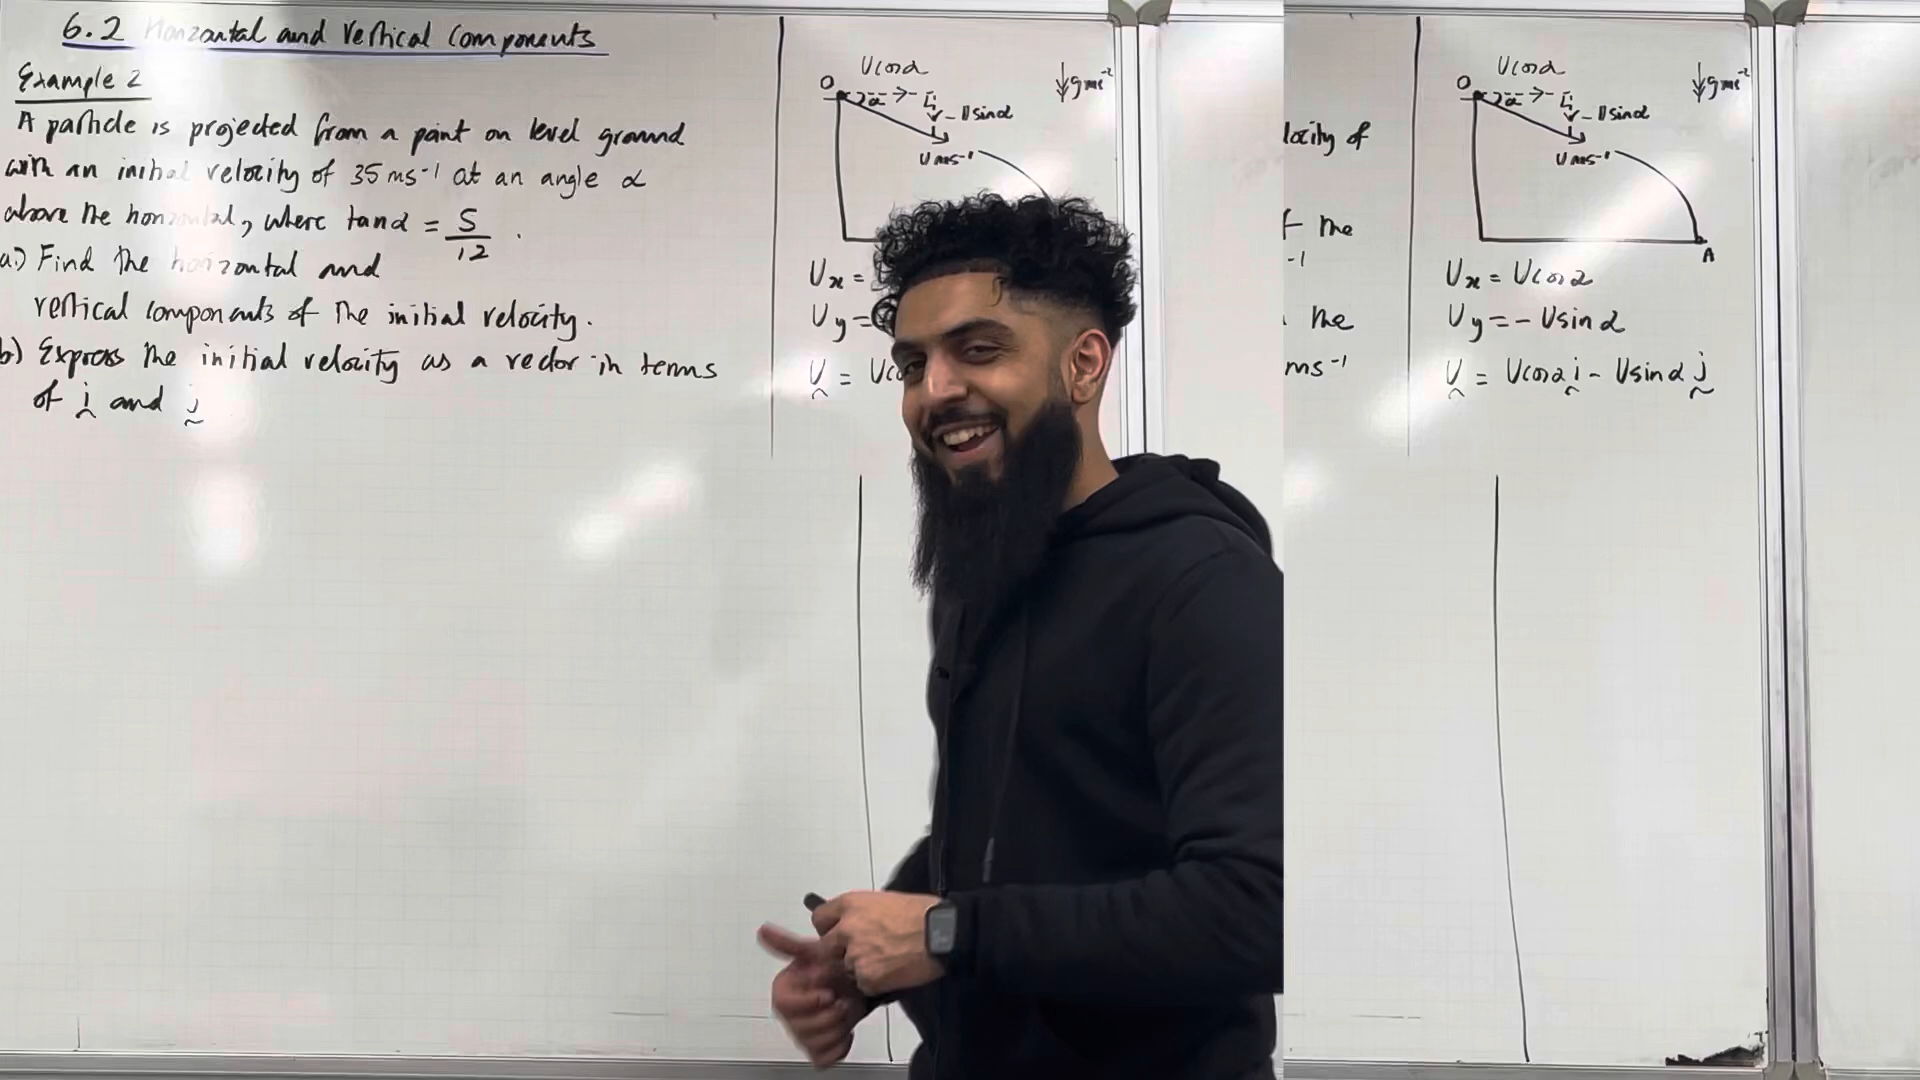 6.2 Horizontal and Vertical Components
Example 2
A particle is projected from a point on level ground
with an initial velocity of 35 ms⁻¹ at an angle α
above the horizontal, where tanα = 5/12 .
a.) Find the horizontal and
vertical components of the initial velocity.
b) Express the initial velocity as a vector in terms
of i and j
Ucosα
O
α
-Usinα
U ms⁻¹
g ms⁻²
Ux =
Uy =
U = Uco
locity of
the
-1
the
ms⁻¹
Ucosα
O
α
-Usinα
U ms⁻¹
g ms⁻²
A
Ux = Ucosα
Uy = -Usinα
U = Ucosα i - Usinα j